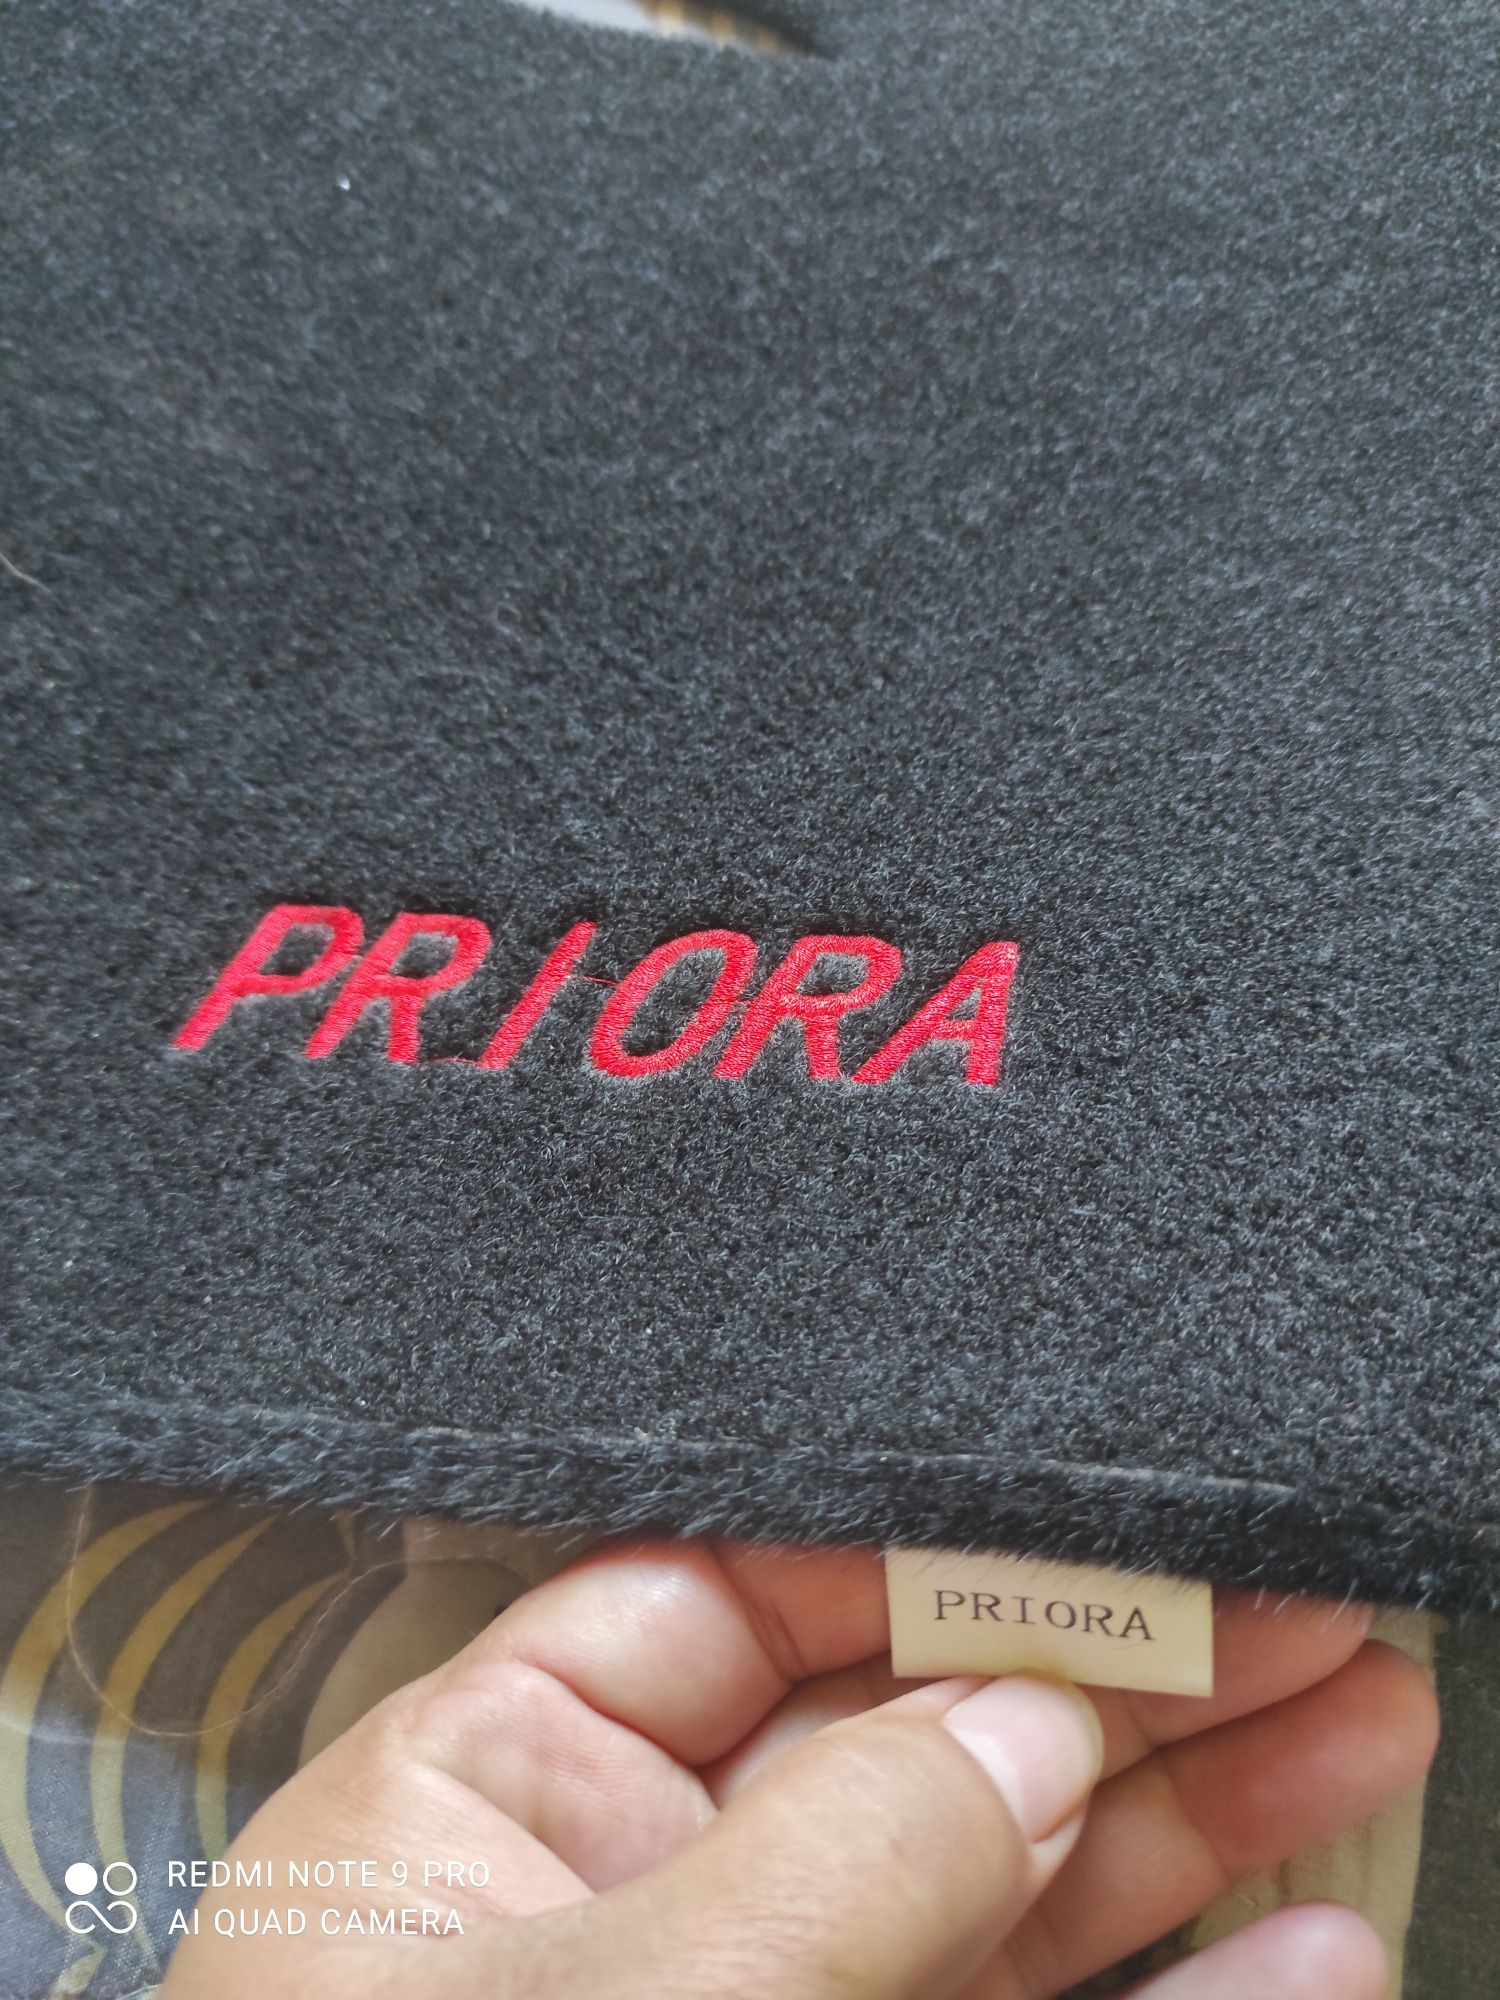 PRIORA
PRIORA
REDMI NOTE 9 PRO
AI QUAD CAMERA